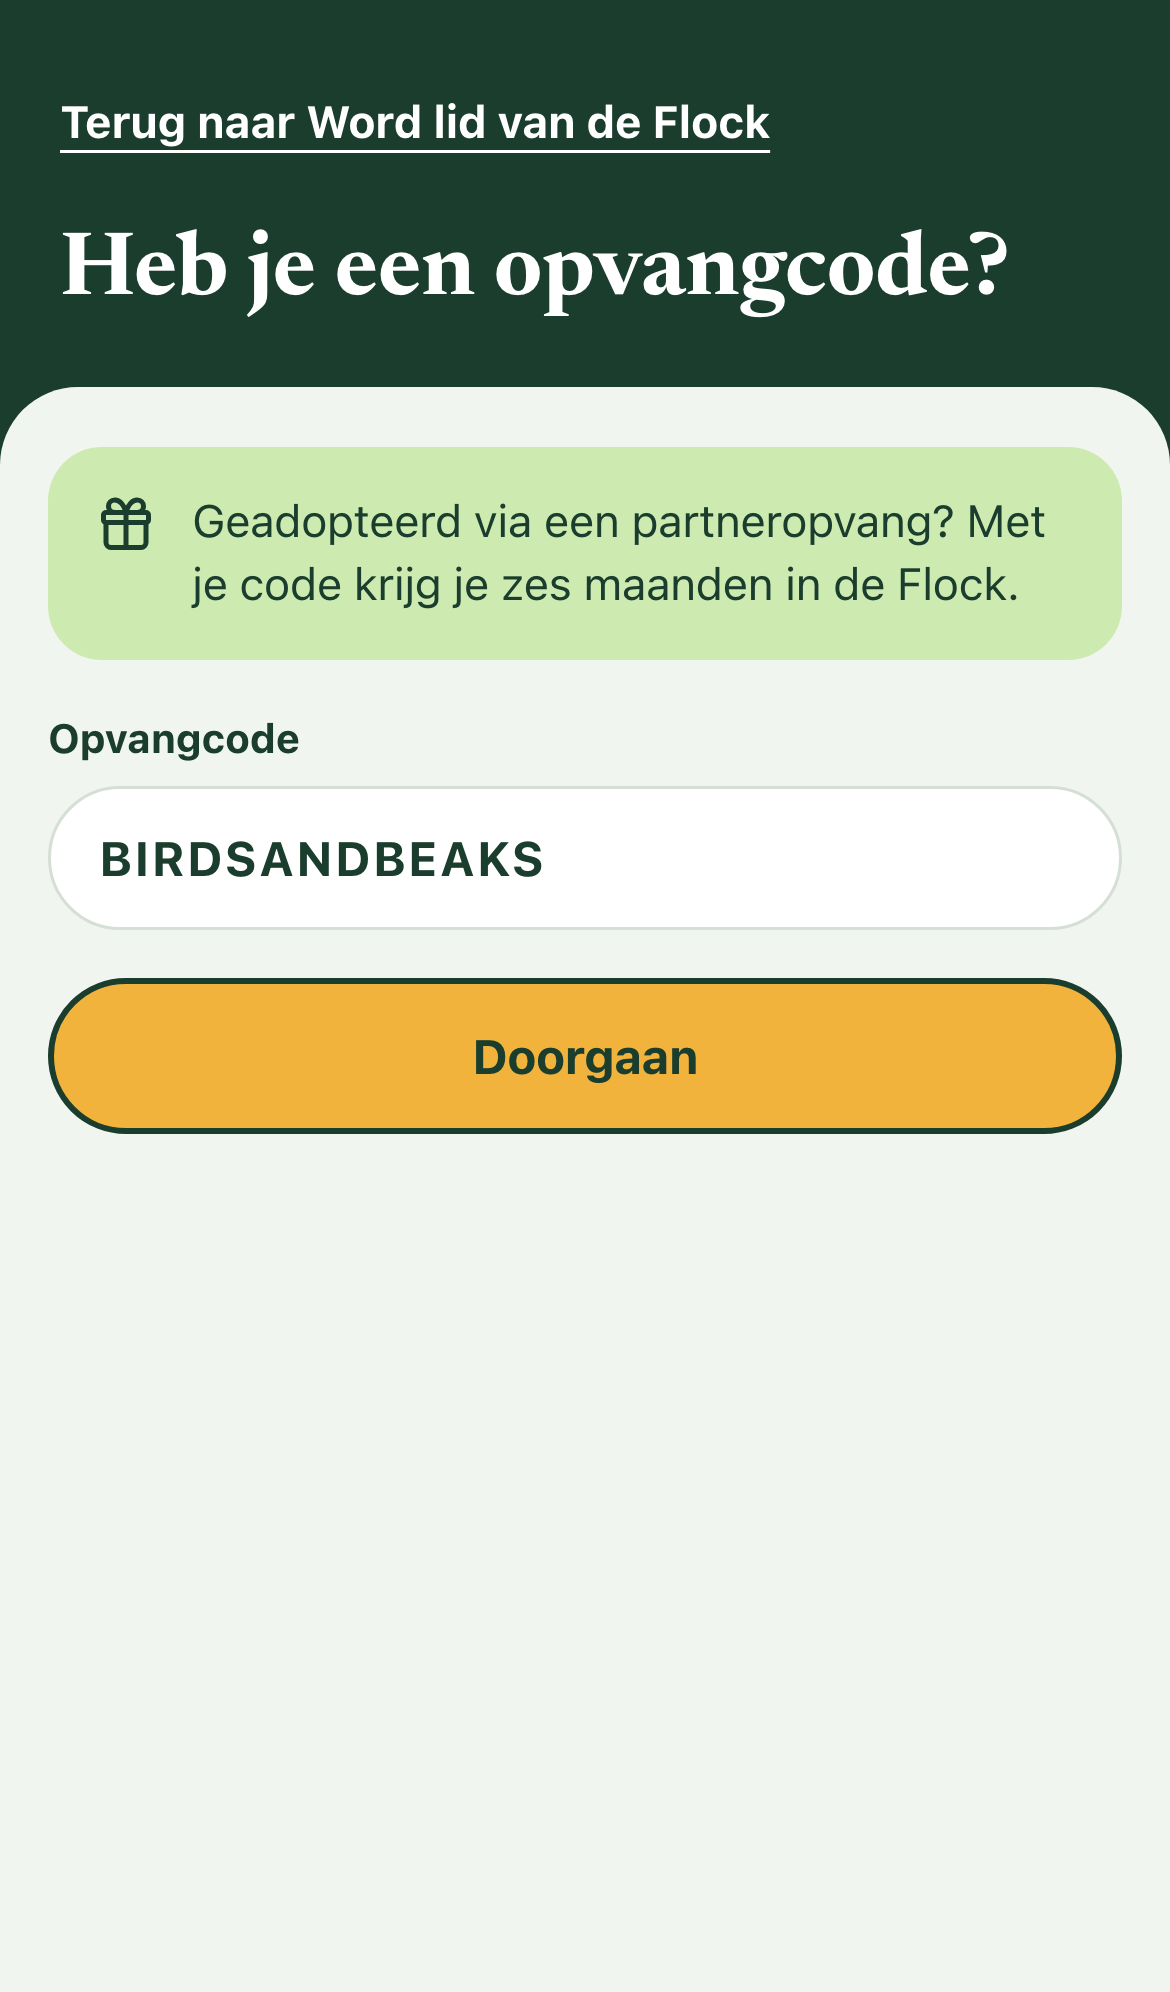 Terug naar Word lid van de Flock
Heb je een opvangcode?
Geadopteerd via een partneropvang? Met
je code krijg je zes maanden in de Flock.
Opvangcode
BIRDSANDBEAKS
Doorgaan